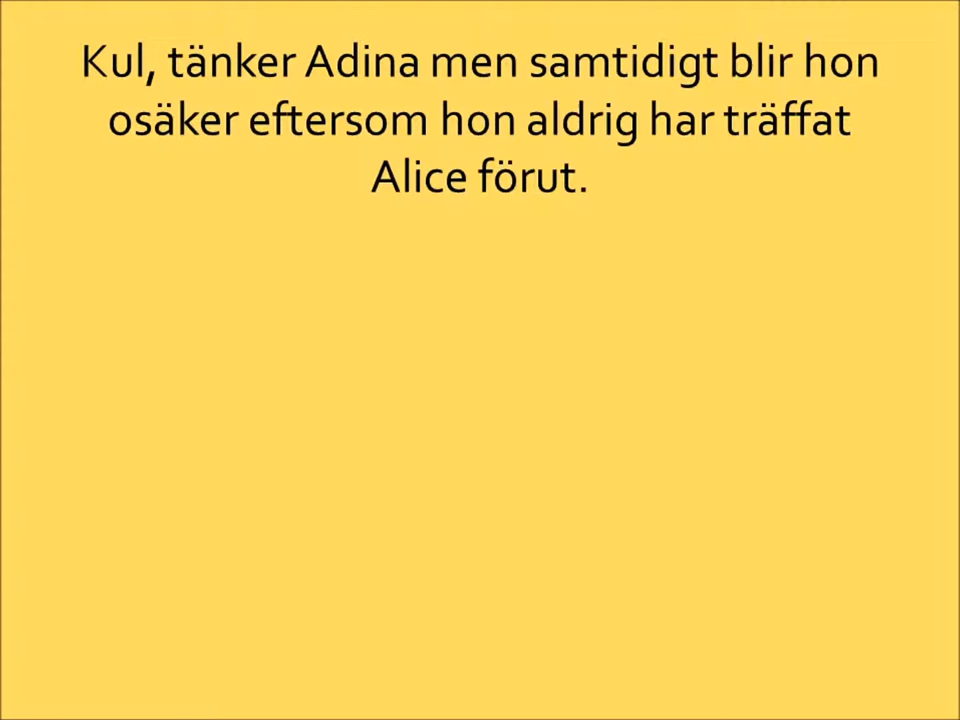 Kul, tänker Adina men samtidigt blir hon
osäker eftersom hon aldrig har träffat
Alice förut.